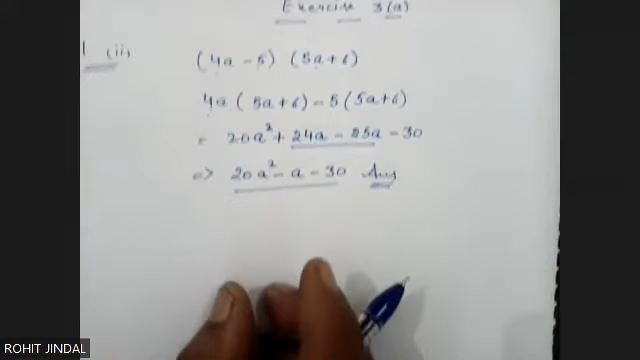 Exercise 3(a)
1 (ii) (4a - 5) (5a+6)
4a (5a+6) - 5 (5a+6)
= 20a² + 24a - 25a - 30
=> 20a² - a - 30 Ans
ROHIT JINDAL